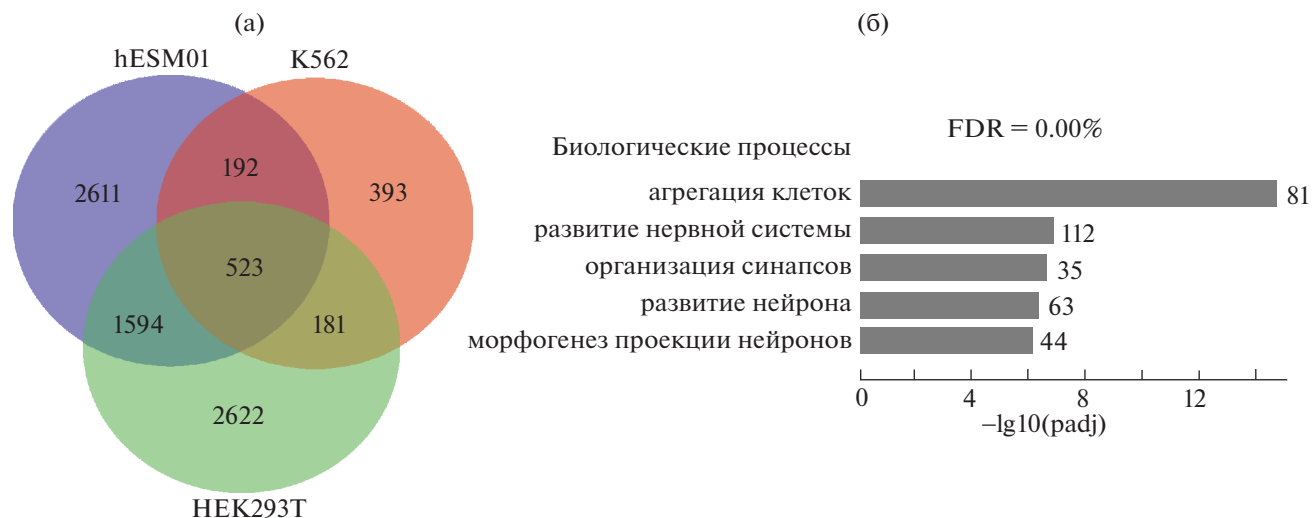 (а)
hESM01
K562
2611
192
393
523
1594
181
2622
HEK293T
(б)
FDR = 0.00%
Биологические процессы
агрегация клеток
81
развитие нервной системы
112
организация синапсов
35
развитие нейрона
63
морфогенез проекции нейронов
44
0 4 8 12
–lg10(padj)